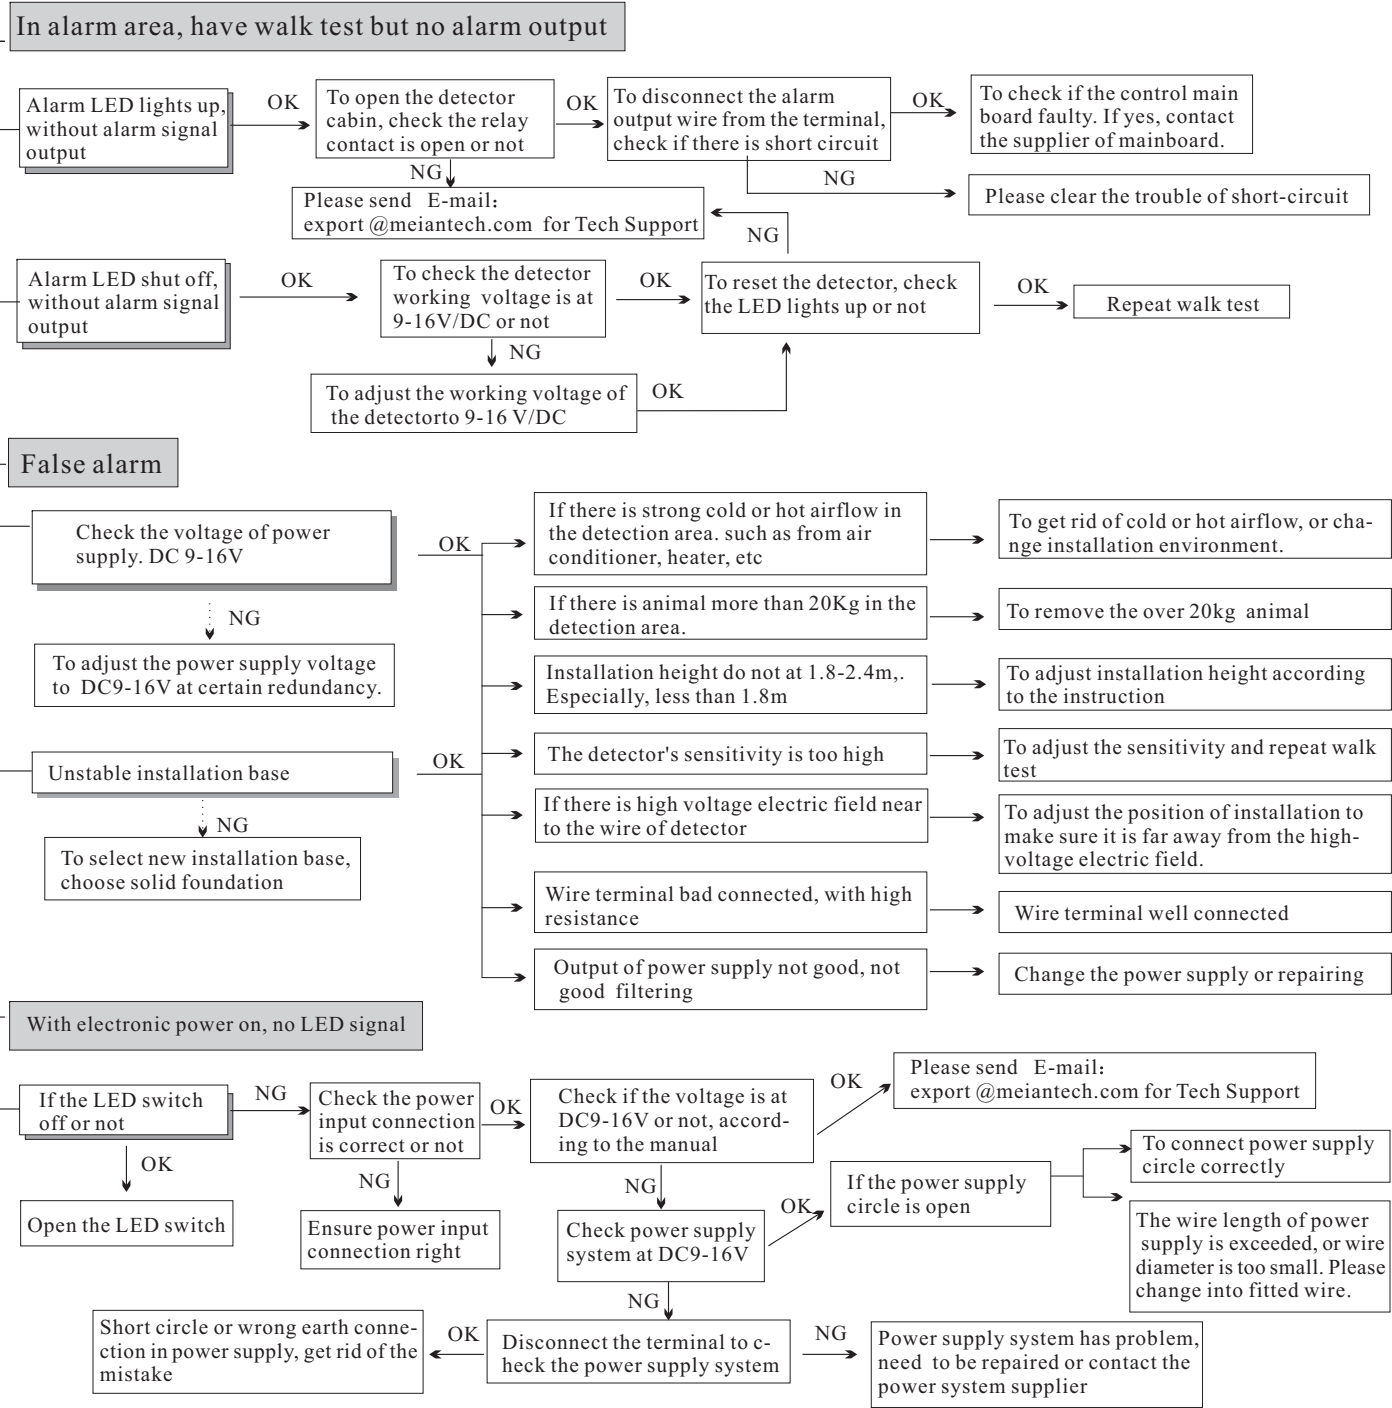 In alarm area, have walk test but no alarm output
Alarm LED lights up,
without alarm signal
output
OK
To open the detector
cabin, check the relay
contact is open or not
OK
To disconnect the alarm
output wire from the terminal,
check if there is short circuit
OK
To check if the control main
board faulty. If yes, contact
the supplier of mainboard.
NG
NG
Please send E-mail:
export @meiantech.com for Tech Support
Please clear the trouble of short-circuit
NG
Alarm LED shut off,
without alarm signal
output
OK
To check the detector
working voltage is at
9-16V/DC or not
OK
To reset the detector, check
the LED lights up or not
OK
Repeat walk test
NG
To adjust the working voltage of
the detectorto 9-16 V/DC
OK
False alarm
Check the voltage of power
supply. DC 9-16V
OK
NG
To adjust the power supply voltage
to DC9-16V at certain redundancy.
Unstable installation base
OK
NG
To select new installation base,
choose solid foundation
If there is strong cold or hot airflow in
the detection area. such as from air
conditioner, heater, etc
To get rid of cold or hot airflow, or cha-
nge installation environment.
If there is animal more than 20Kg in the
detection area.
To remove the over 20kg animal
Installation height do not at 1.8-2.4m,.
Especially, less than 1.8m
To adjust installation height according
to the instruction
The detector's sensitivity is too high
To adjust the sensitivity and repeat walk
test
If there is high voltage electric field near
to the wire of detector
To adjust the position of installation to
make sure it is far away from the high-
voltage electric field.
Wire terminal bad connected, with high
resistance
Wire terminal well connected
Output of power supply not good, not
good filtering
Change the power supply or repairing
With electronic power on, no LED signal
If the LED switch
off or not
NG
Check the power
input connection
is correct or not
OK
Check if the voltage is at
DC9-16V or not, accord-
ing to the manual
OK
Please send E-mail:
export @meiantech.com for Tech Support
OK
Open the LED switch
NG
Ensure power input
connection right
NG
Check power supply
system at DC9-16V
OK
If the power supply
circle is open
To connect power supply
circle correctly
The wire length of power
supply is exceeded, or wire
diameter is too small. Please
change into fitted wire.
NG
Disconnect the terminal to c-
heck the power supply system
OK
Short circle or wrong earth conne-
ction in power supply, get rid of the
mistake
NG
Power supply system has problem,
need to be repaired or contact the
power system supplier